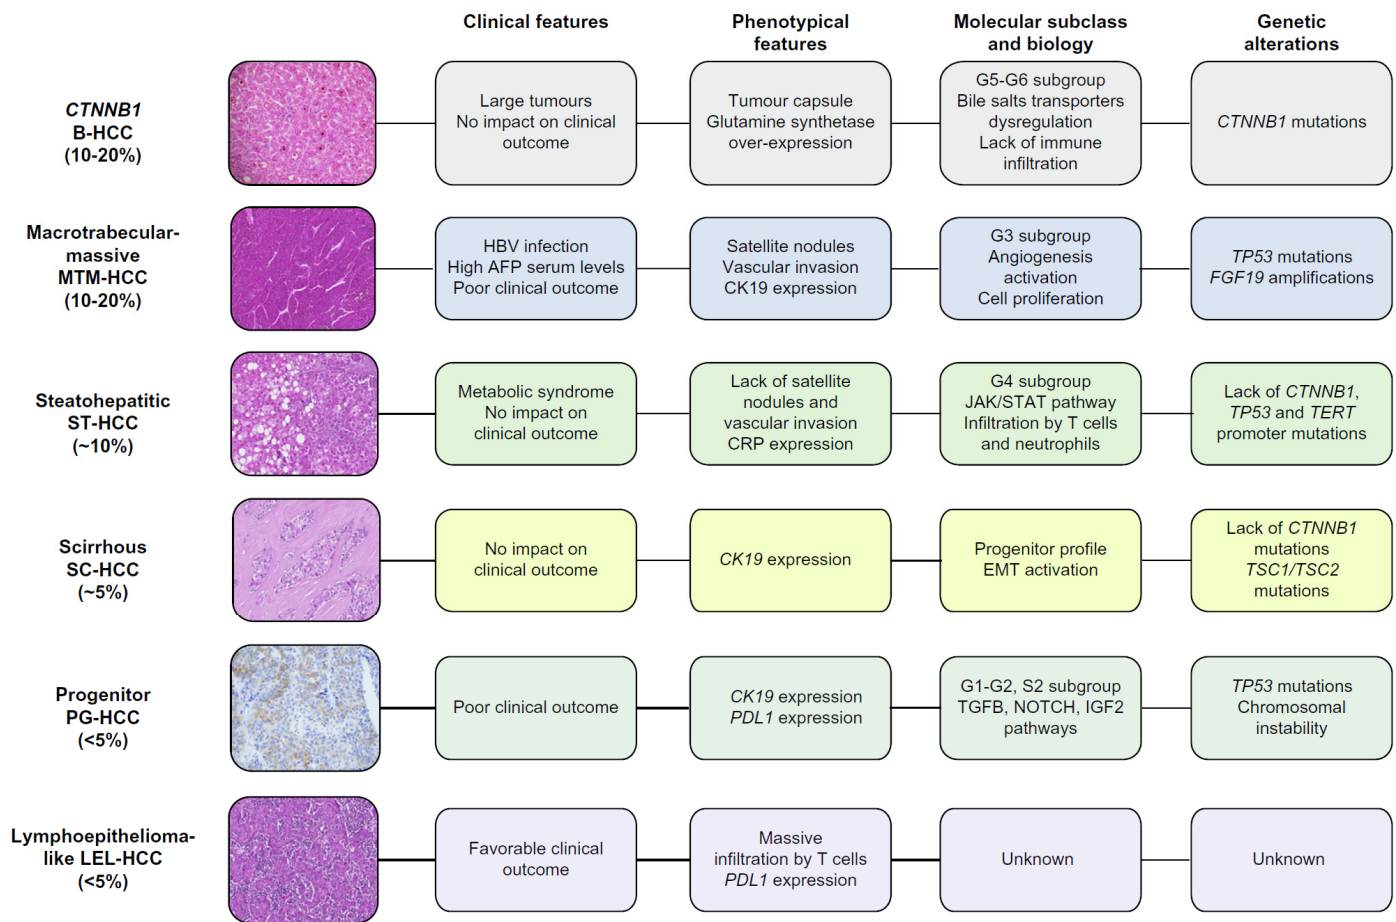 Clinical features
Phenotypical
features
Molecular subclass
and biology
Genetic
alterations
CTNNB1
B-HCC
(10-20%)
Large tumours
No impact on clinical
outcome
Tumour capsule
Glutamine synthetase
over-expression
G5-G6 subgroup
Bile salts transporters
dysregulation
Lack of immune
infiltration
CTNNB1 mutations
Macrotrabecular-
massive
MTM-HCC
(10-20%)
HBV infection
High AFP serum levels
Poor clinical outcome
Satellite nodules
Vascular invasion
CK19 expression
G3 subgroup
Angiogenesis
activation
Cell proliferation
TP53 mutations
FGF19 amplifications
Steatohepatitic
ST-HCC
(~10%)
Metabolic syndrome
No impact on
clinical outcome
Lack of satellite
nodules and
vascular invasion
CRP expression
G4 subgroup
JAK/STAT pathway
Infiltration by T cells
and neutrophils
Lack of CTNNB1,
TP53 and TERT
promoter mutations
Scirrhous
SC-HCC
(~5%)
No impact on
clinical outcome
CK19 expression
Progenitor profile
EMT activation
Lack of CTNNB1
mutations
TSC1/TSC2
mutations
Progenitor
PG-HCC
(<5%)
Poor clinical outcome
CK19 expression
PDL1 expression
G1-G2, S2 subgroup
TGFB, NOTCH, IGF2
pathways
TP53 mutations
Chromosomal
instability
Lymphoepithelioma-
like LEL-HCC
(<5%)
Favorable clinical
outcome
Massive
infiltration by T cells
PDL1 expression
Unknown
Unknown